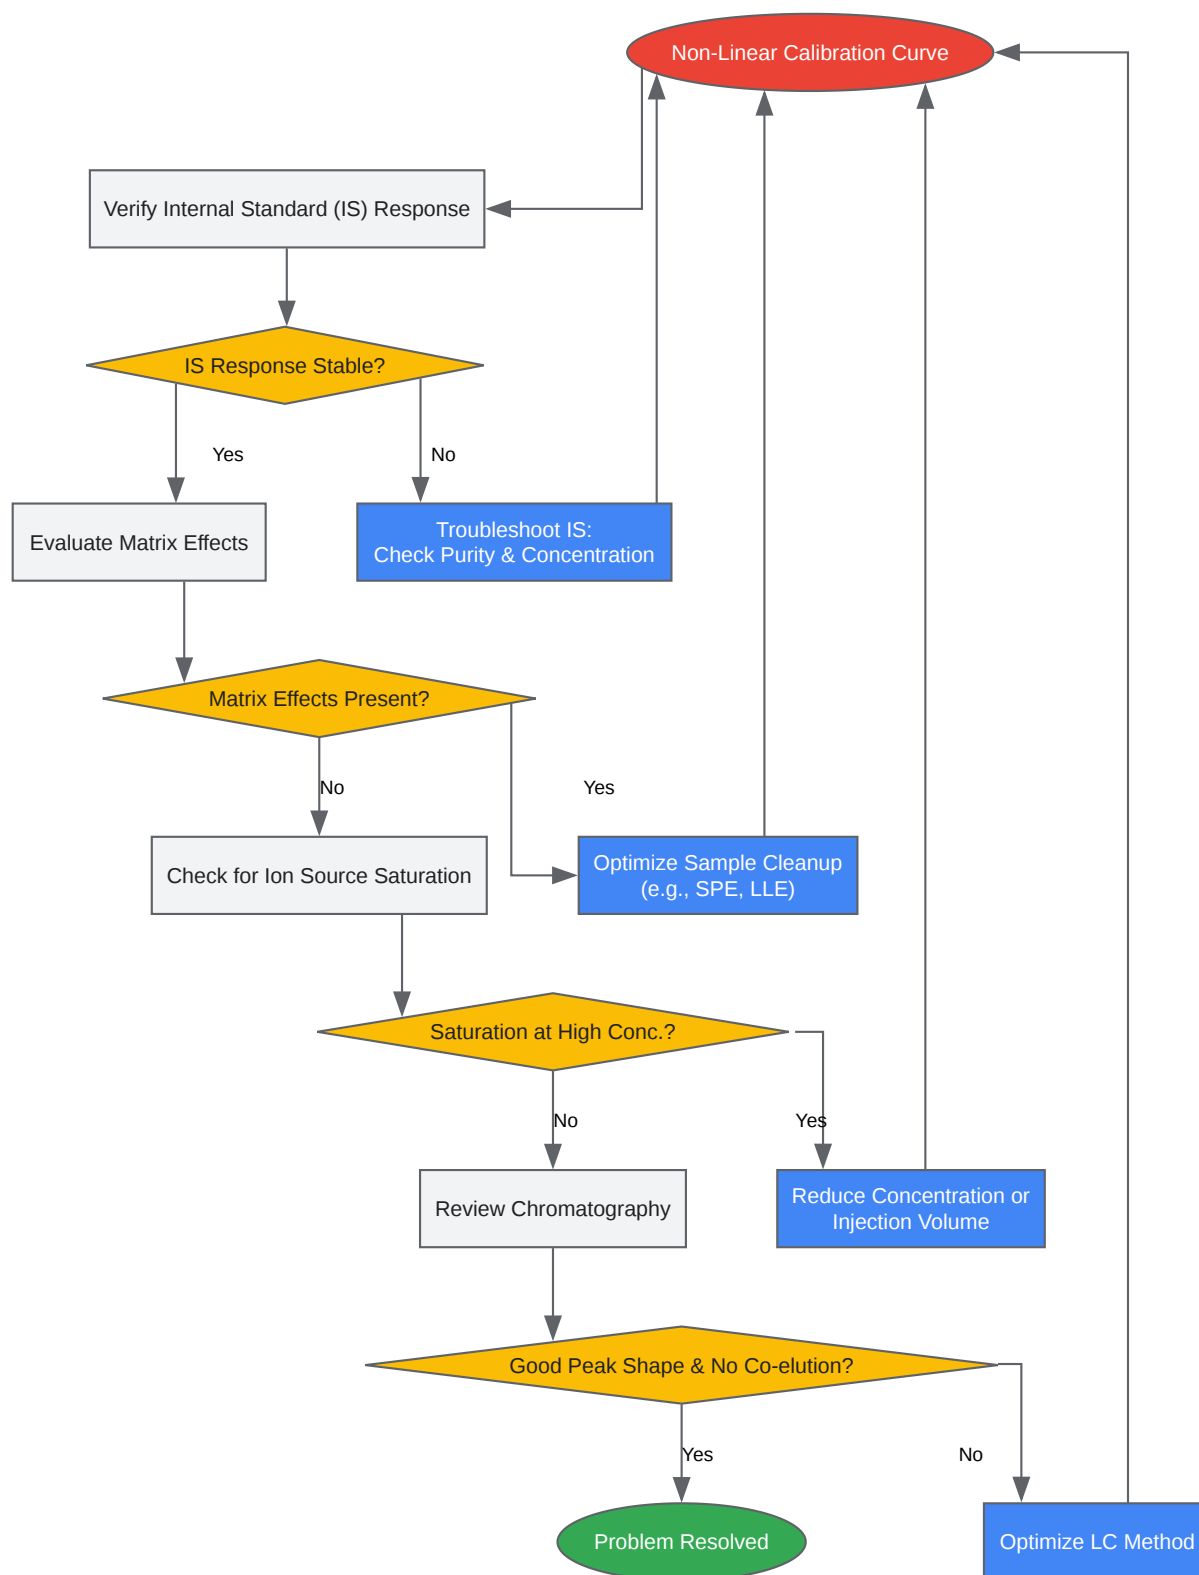 Non-Linear Calibration Curve
Verify Internal Standard (IS) Response
IS Response Stable?
Yes
No
Evaluate Matrix Effects
Troubleshoot IS:
Check Purity & Concentration
Matrix Effects Present?
No
Yes
Check for Ion Source Saturation
Optimize Sample Cleanup
(e.g., SPE, LLE)
Saturation at High Conc.?
No
Yes
Review Chromatography
Reduce Concentration or
Injection Volume
Good Peak Shape & No Co-elution?
Yes
No
Problem Resolved
Optimize LC Method